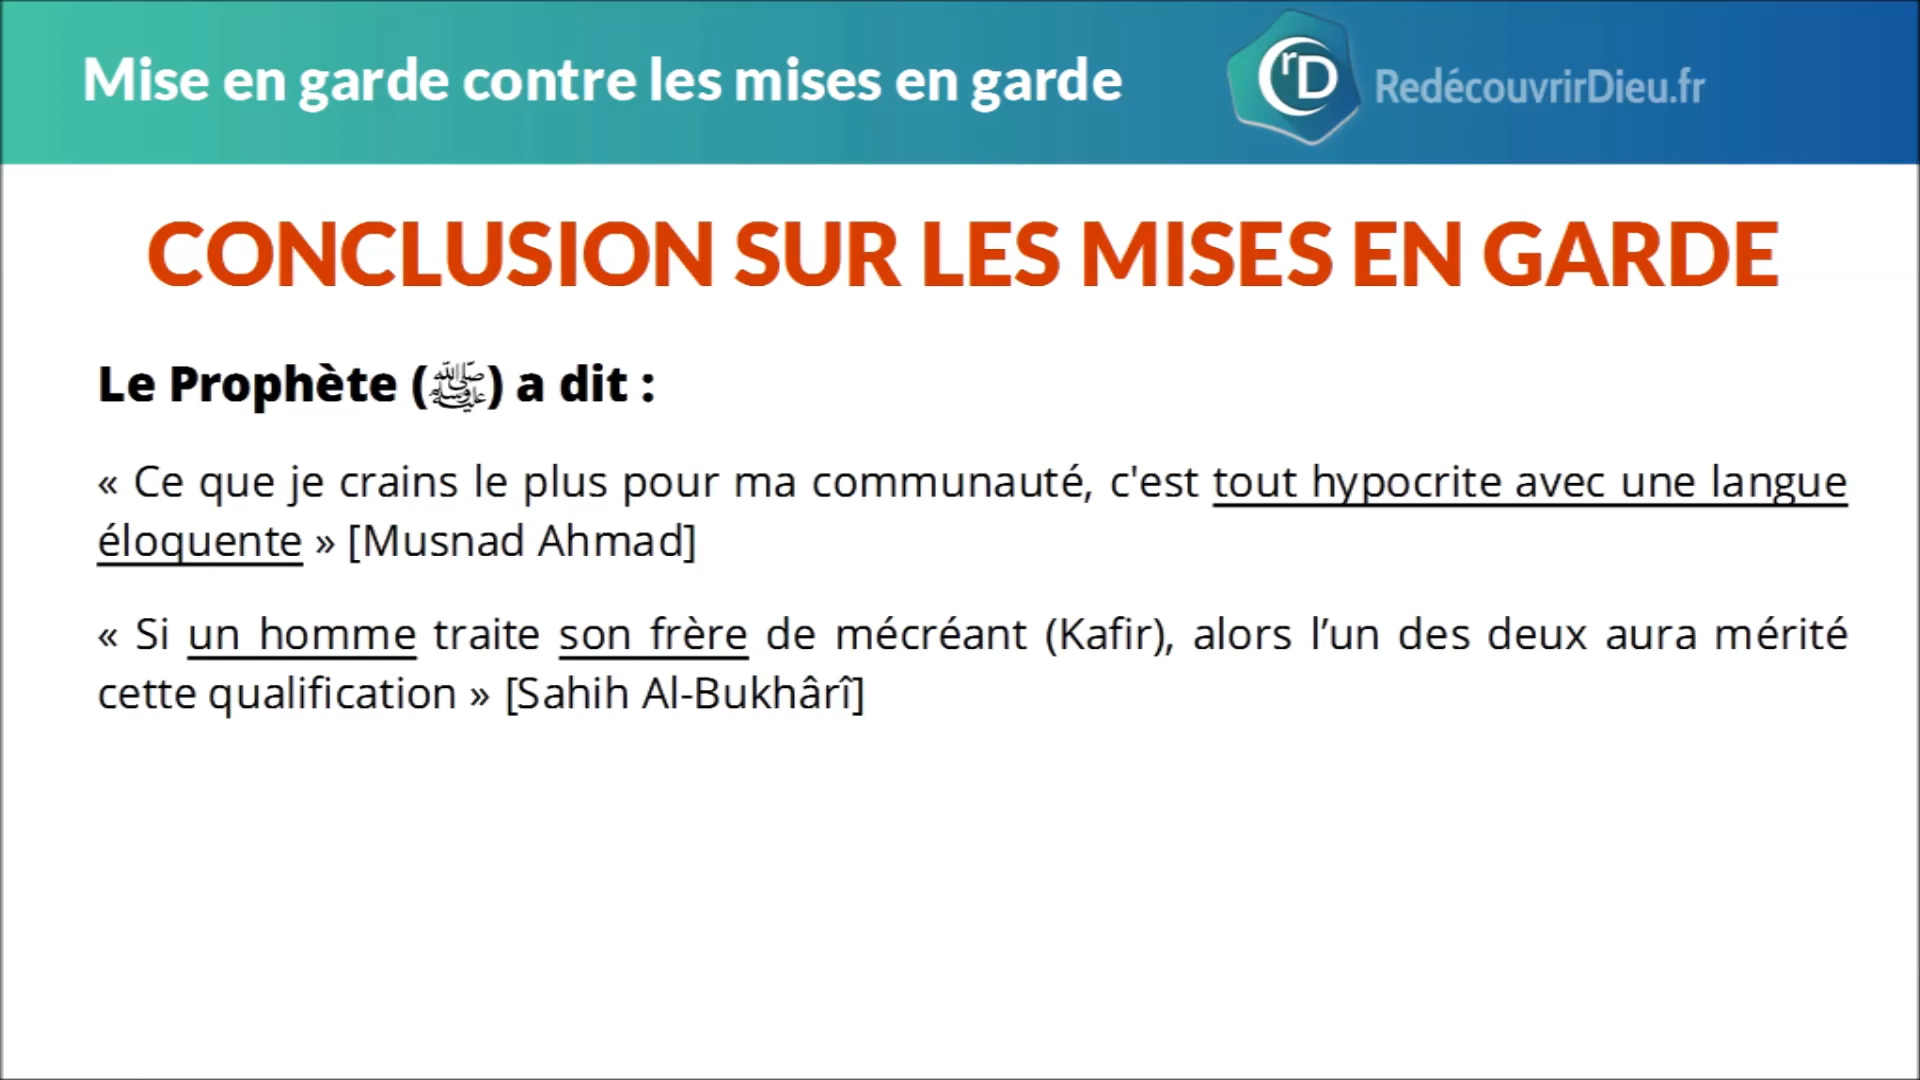 Mise en garde contre les mises en garde
rD
RedécouvrirDieu.fr
CONCLUSION SUR LES MISES EN GARDE
Le Prophète (ﷺ) a dit :
« Ce que je crains le plus pour ma communauté, c'est tout hypocrite avec une langue
éloquente » [Musnad Ahmad]
« Si un homme traite son frère de mécréant (Kafir), alors l’un des deux aura mérité
cette qualification » [Sahih Al-Bukhârî]